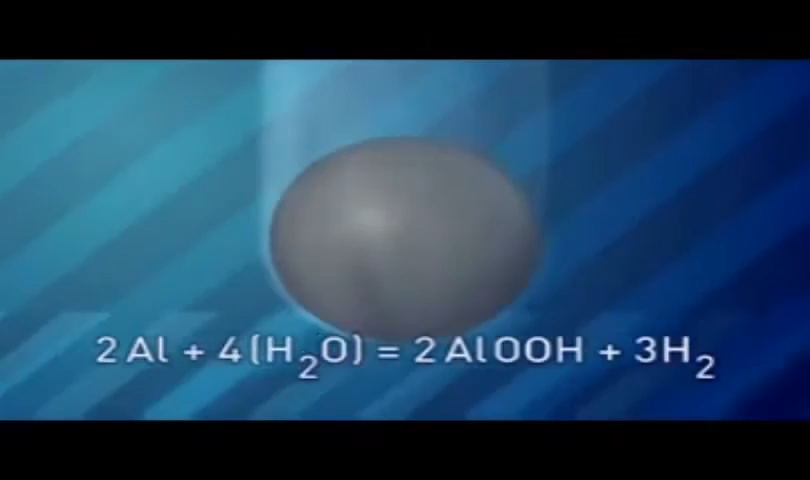 2Al + 4(H₂O) = 2AlOOH + 3H₂